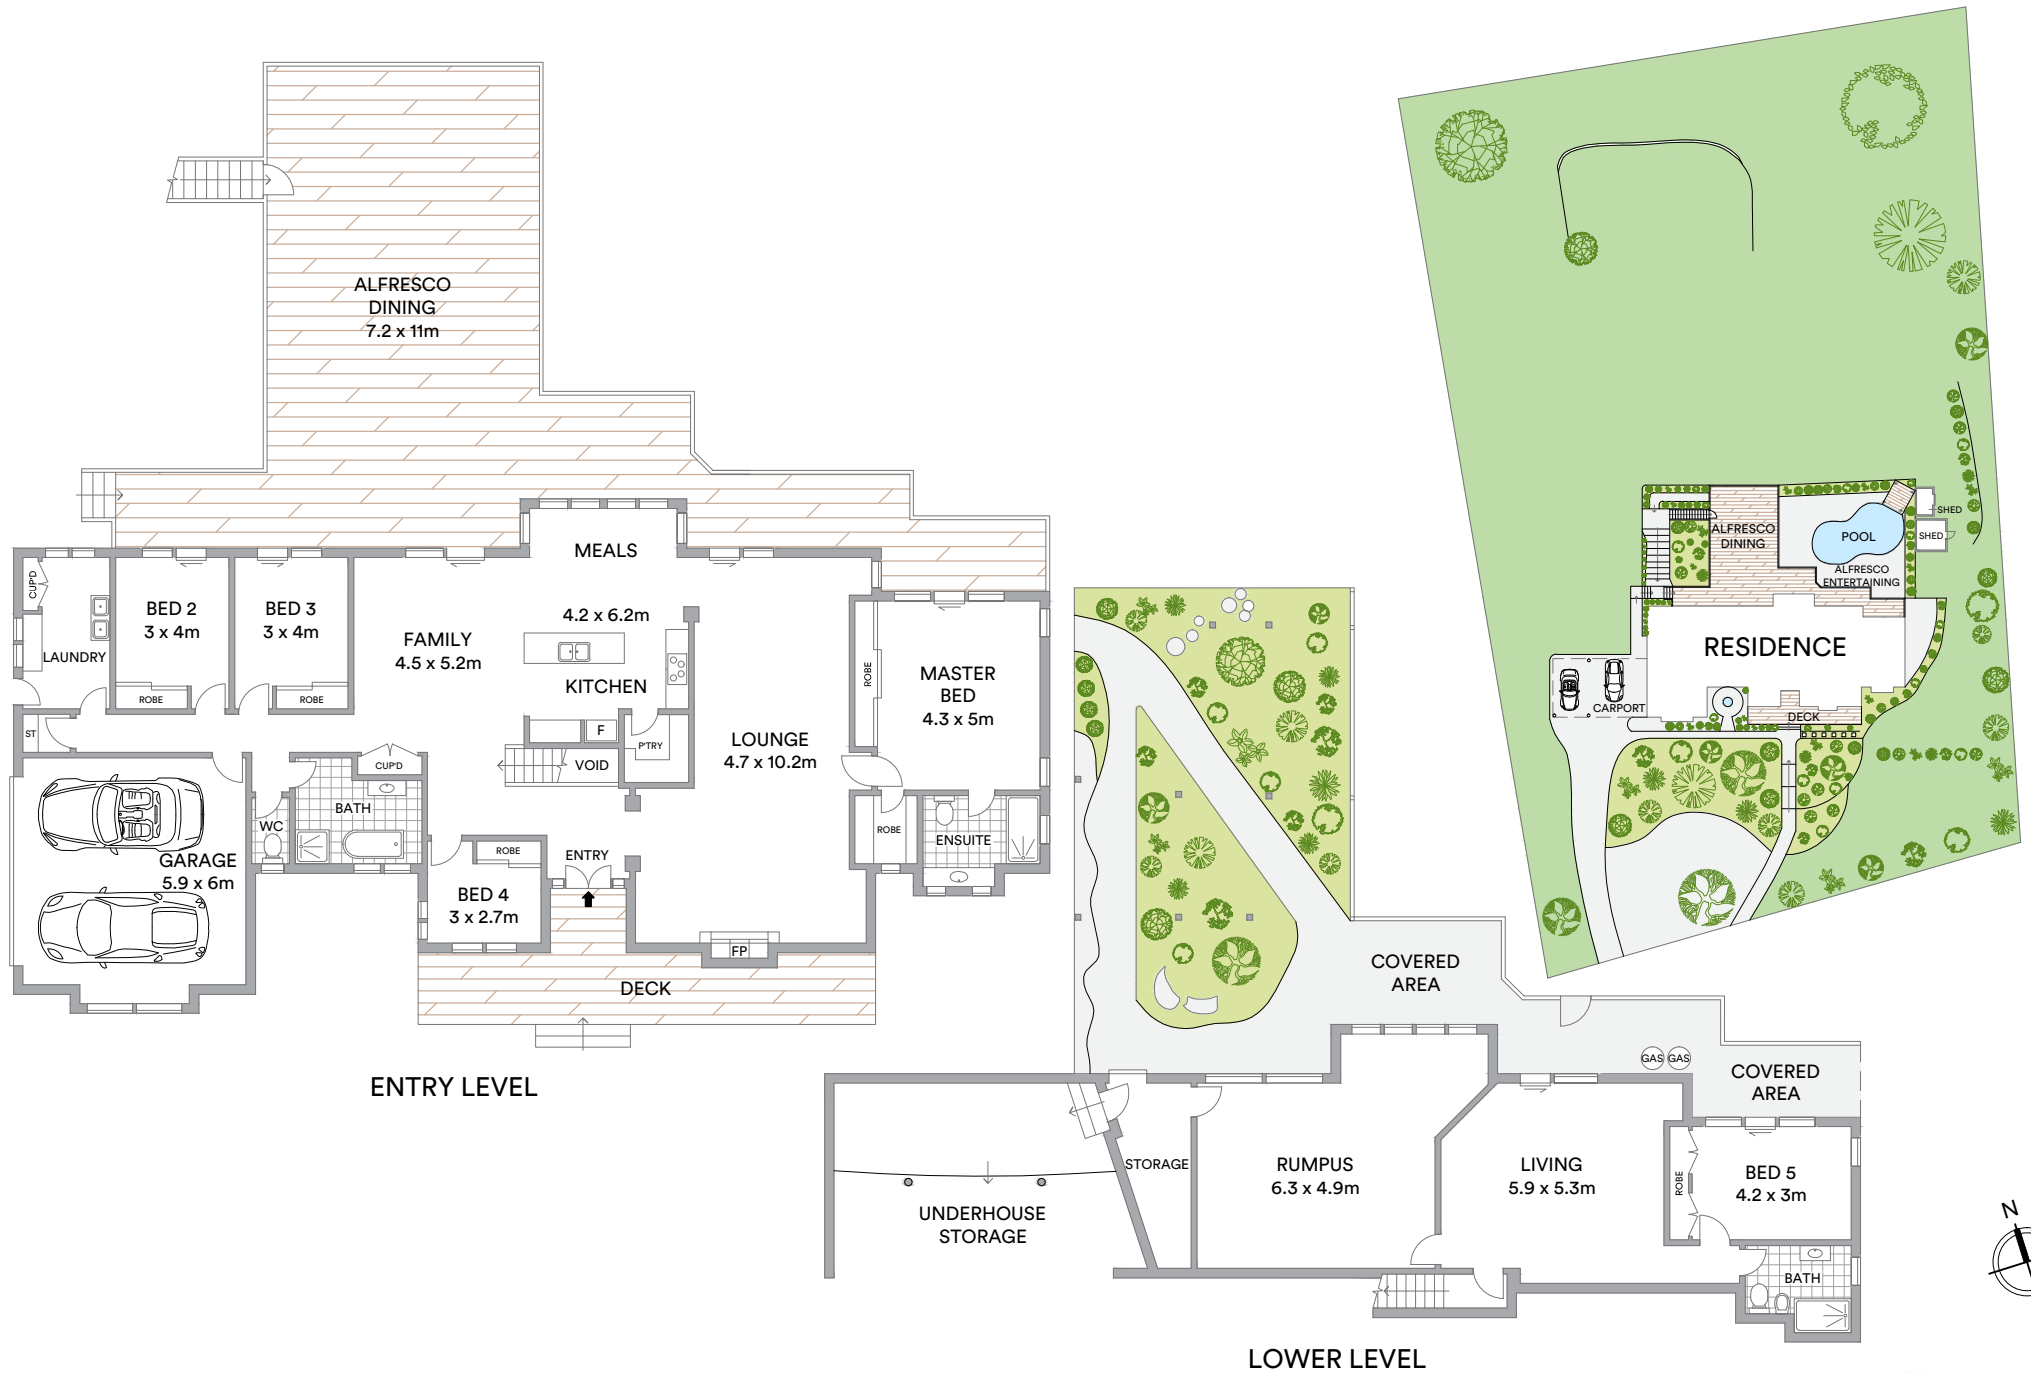 ALFRESCO
DINING
7.2 x 11m
MEALS
4.2 x 6.2m
KITCHEN
CUP'D
LAUNDRY
BED 2
3 x 4m
ROBE
BED 3
3 x 4m
ROBE
FAMILY
4.5 x 5.2m
F
P'TRY
VOID
LOUNGE
4.7 x 10.2m
ROBE
MASTER
BED
4.3 x 5m
ROBE
ENSUITE
ST
CUP'D
BATH
WC
GARAGE
5.9 x 6m
ROBE
BED 4
3 x 2.7m
ENTRY
FP
DECK
ENTRY LEVEL
ALFRESCO
DINING
POOL
ALFRESCO
ENTERTAINING
SHED
SHED
RESIDENCE
CARPORT
DECK
COVERED
AREA
GAS
GAS
COVERED
AREA
STORAGE
UNDERHOUSE
STORAGE
RUMPUS
6.3 x 4.9m
LIVING
5.9 x 5.3m
ROBE
BED 5
4.2 x 3m
BATH
LOWER LEVEL
N